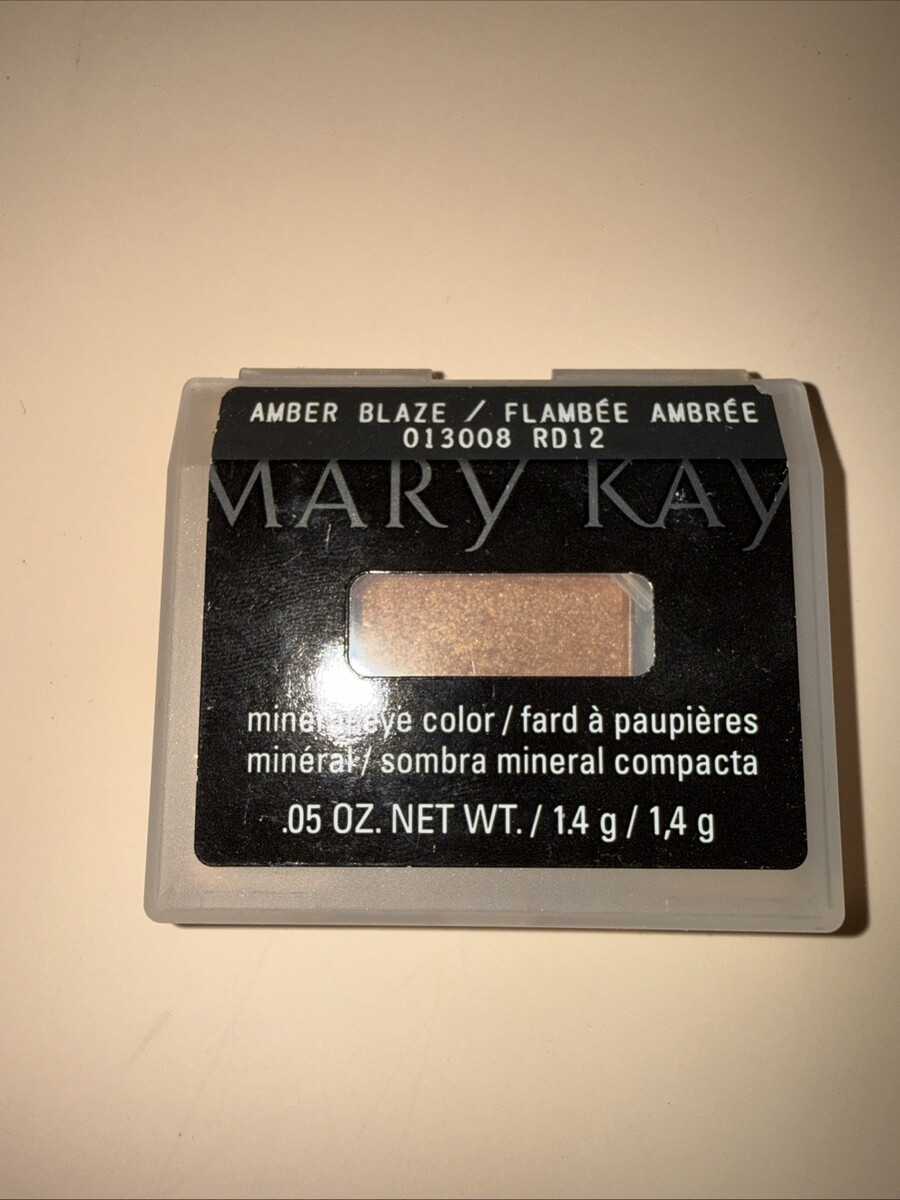 AMBER BLAZE / FLAMBÉE AMBRÉE
013008 RD12
MARY KAY
mineral eye color / fard à paupières
minéral / sombra mineral compacta
.05 OZ. NET WT. / 1.4 g / 1,4 g